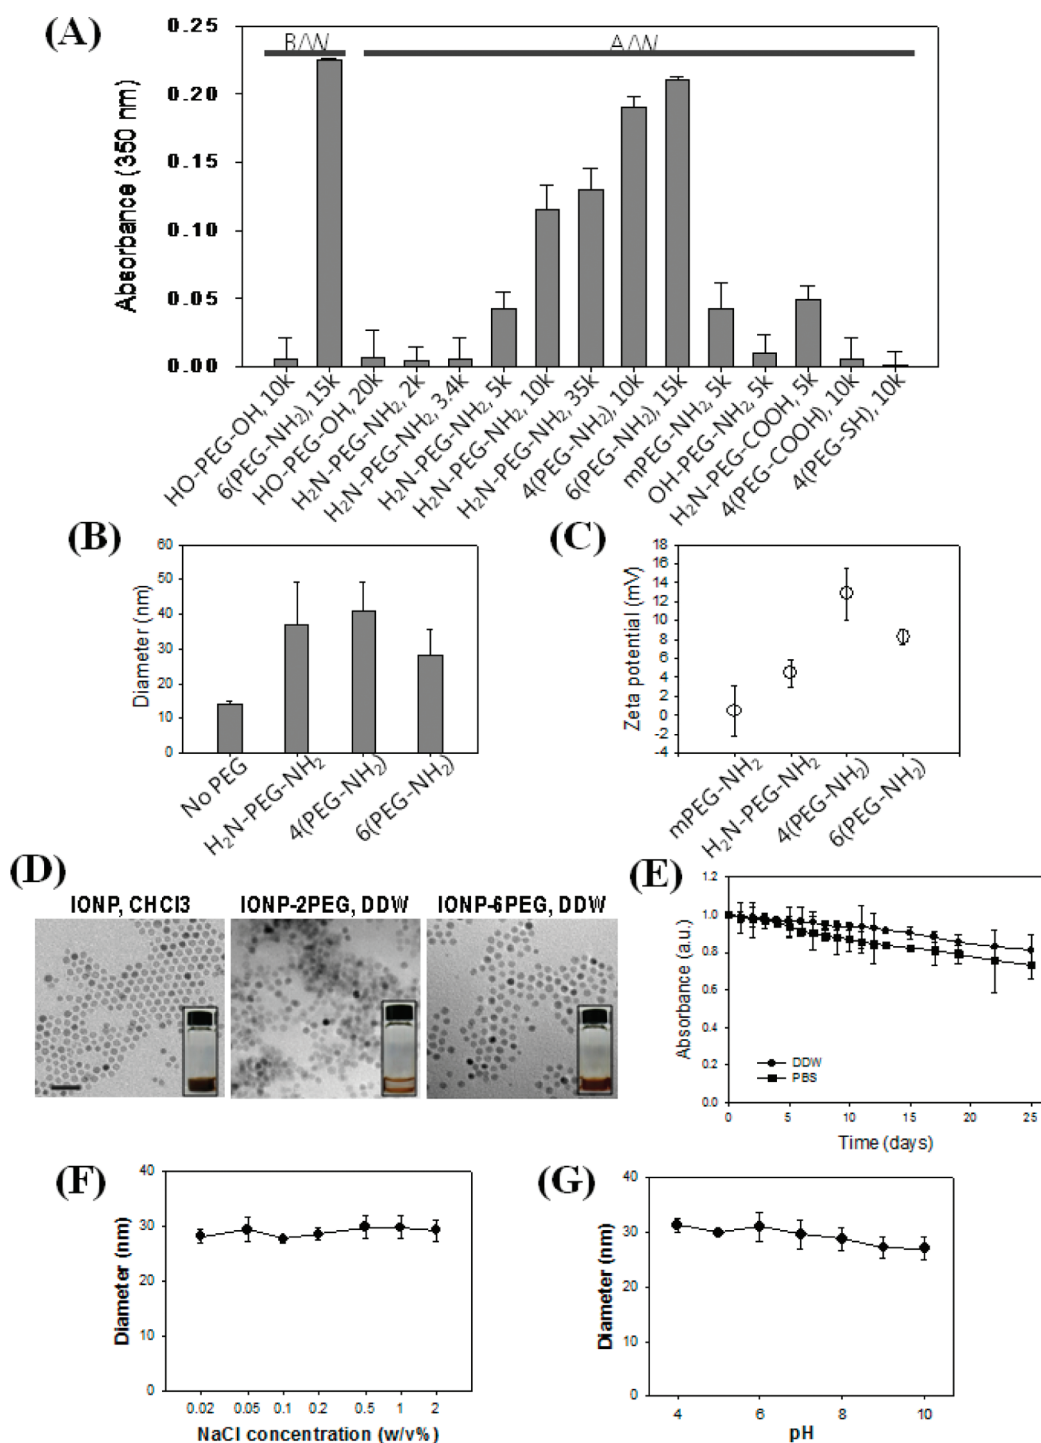 (A)
B/W
A/W
Absorbance (350 nm)
0.25
0.20
0.15
0.10
0.05
0.00
HO-PEG-OH, 10k
6(PEG-NH2), 15k
HO-PEG-OH, 20k
H2N-PEG-NH2, 2k
H2N-PEG-NH2, 3.4k
H2N-PEG-NH2, 5k
H2N-PEG-NH2, 10k
H2N-PEG-NH2, 35k
4(PEG-NH2), 10k
6(PEG-NH2), 15k
mPEG-NH2, 5k
OH-PEG-NH2, 5k
H2N-PEG-COOH, 5k
4(PEG-COOH), 10k
4(PEG-SH), 10k
(B)
Diameter (nm)
60
50
40
30
20
10
0
No PEG
H2N-PEG-NH2
4(PEG-NH2)
6(PEG-NH2)
(C)
Zeta potential (mV)
18
16
14
12
10
8
6
4
2
0
-2
-4
mPEG-NH2
H2N-PEG-NH2
4(PEG-NH2)
6(PEG-NH2)
(D)
IONP, CHCl3
IONP-2PEG, DDW
IONP-6PEG, DDW
(E)
Absorbance (a.u.)
1.2
1.0
0.8
0.6
0.4
0.2
0.0
DDW
PBS
0 5 10 15 20 25
Time (days)
(F)
Diameter (nm)
40
30
20
10
0
0.02 0.05 0.1 0.2 0.5 1 2
NaCl concentration (w/v%)
(G)
Diameter (nm)
40
30
20
10
0
4 6 8 10
pH